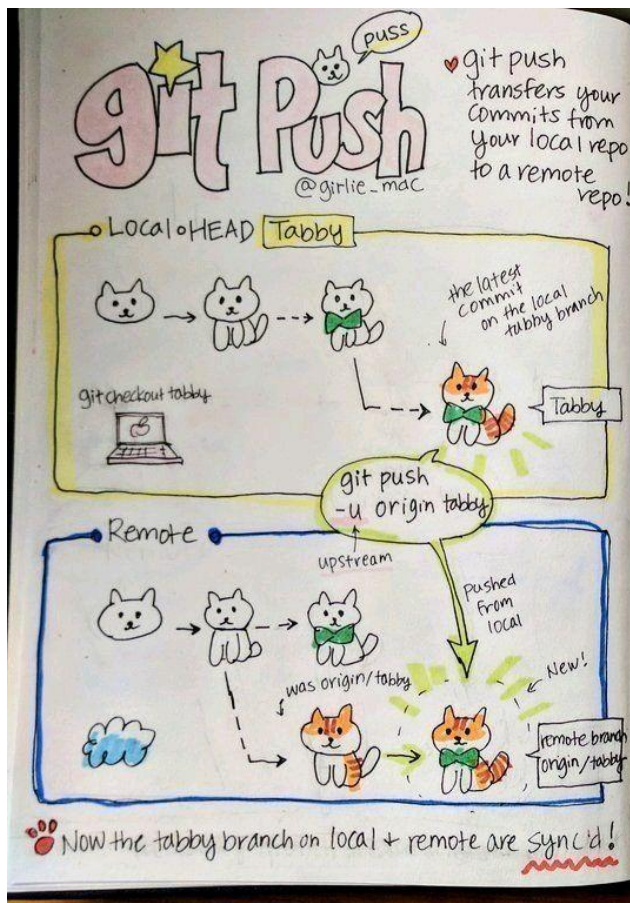 puss
git Push
@girlie_mac
git push
transfers your
commits from
your local repo
to a remote
repo!
Local HEAD Tabby
the latest
commit
on the local
tabby branch
git checkout tabby
Tabby
git push
-u origin tabby
upstream
Remote
pushed
from
local
was origin/tabby
New!
remote branch
origin/tabby
Now the tabby branch on local + remote are sync'd!